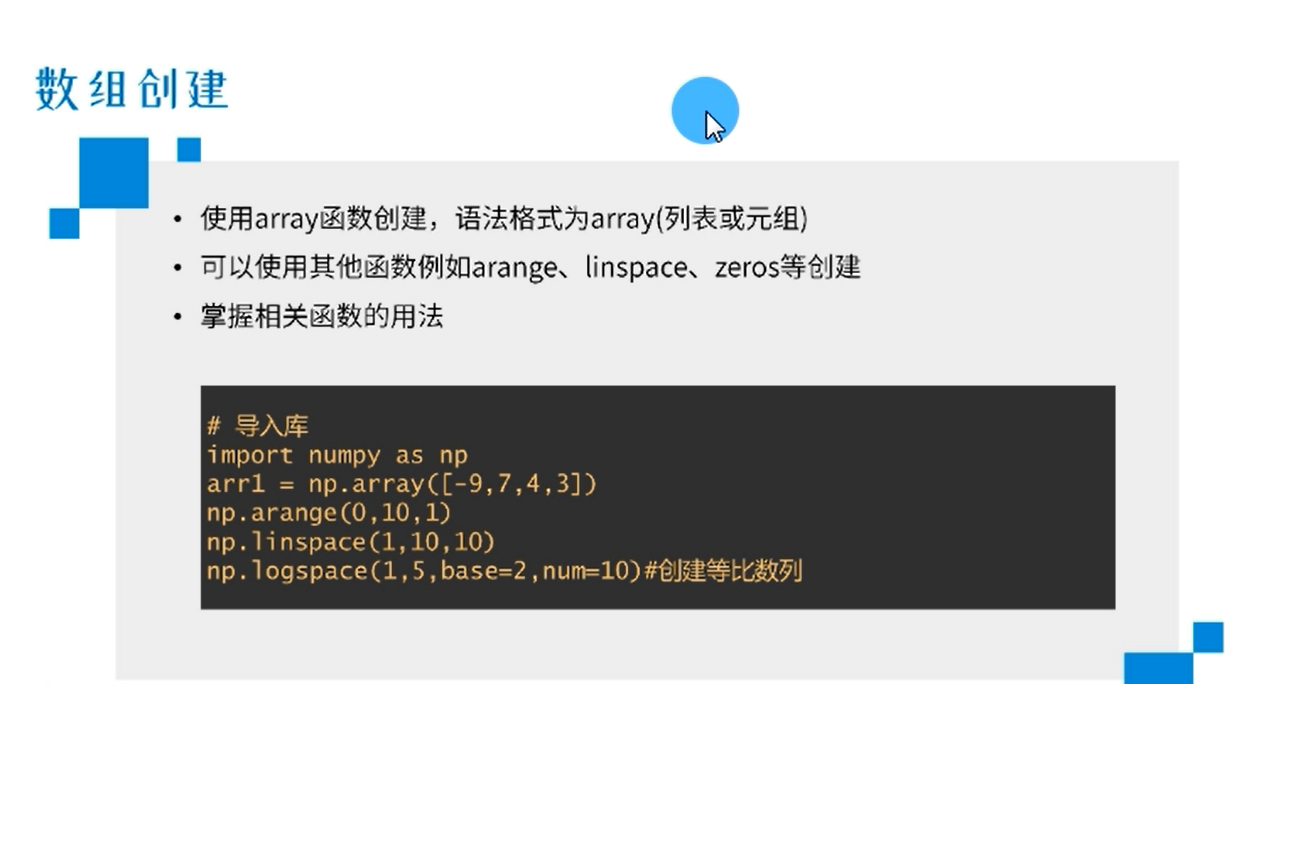 数组创建
• 使用array函数创建，语法格式为array(列表或元组)
• 可以使用其他函数例如arange、linspace、zeros等创建
• 掌握相关函数的用法
# 导入库
import numpy as np
arr1 = np.array([-9,7,4,3])
np.arange(0,10,1)
np.linspace(1,10,10)
np.logspace(1,5,base=2,num=10)#创建等比数列